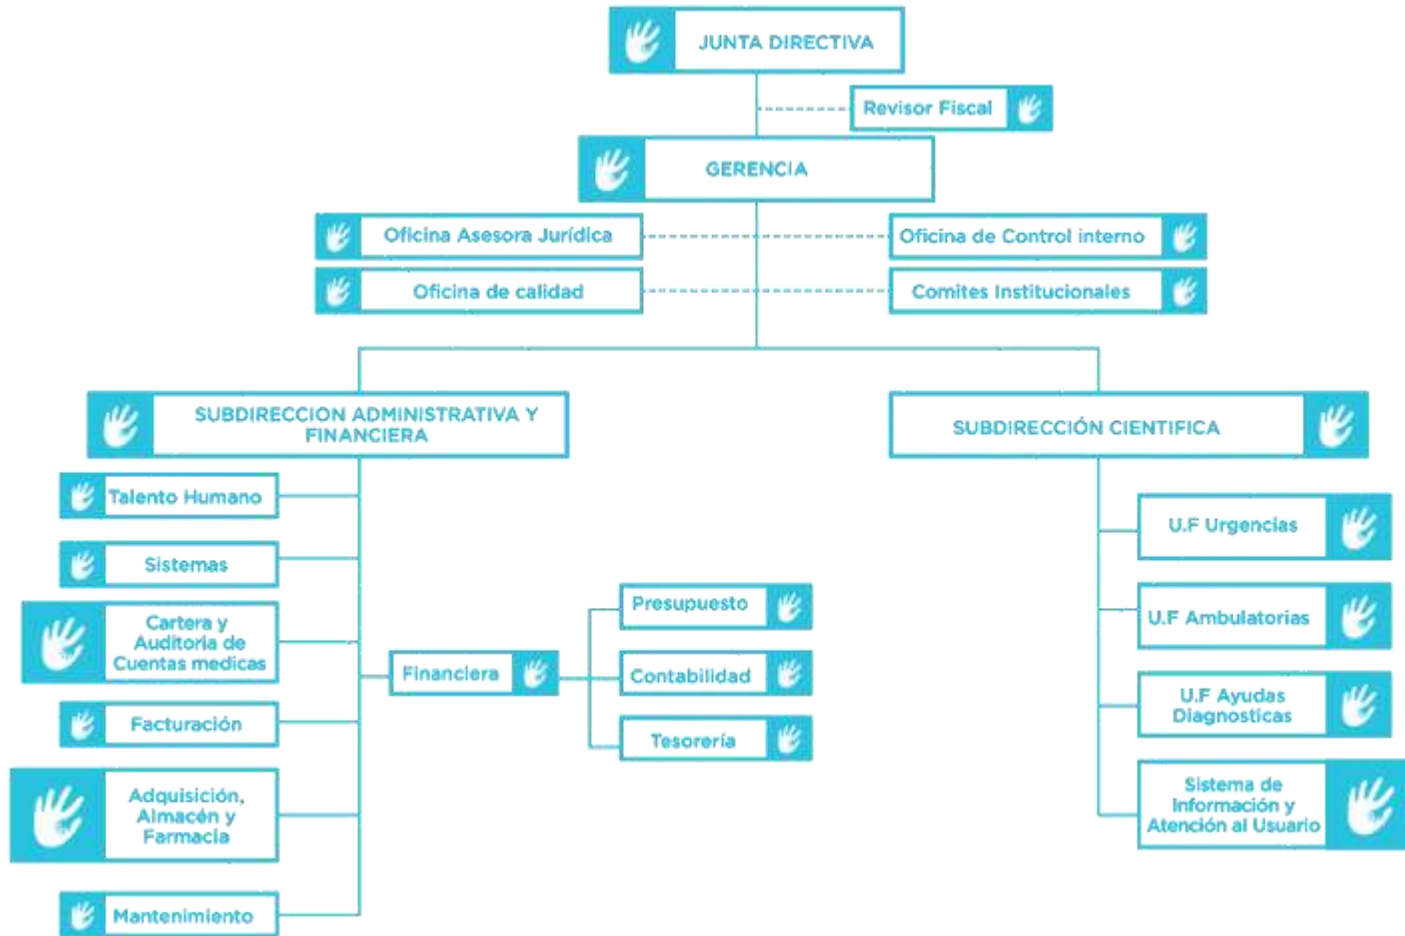 JUNTA DIRECTIVA
Revisor Fiscal
GERENCIA
Oficina Asesora Jurídica
Oficina de Control interno
Oficina de calidad
Comites Institucionales
SUBDIRECCION ADMINISTRATIVA Y
FINANCIERA
SUBDIRECCIÓN CIENTIFICA
Talento Humano
Sistemas
Cartera y
Auditoria de
Cuentas medicas
Facturación
Adquisición,
Almacén y
Farmacia
Mantenimiento
Financiera
Presupuesto
Contabilidad
Tesorería
U.F Urgencias
U.F Ambulatorias
U.F Ayudas
Diagnosticas
Sistema de
Información y
Atención al Usuario